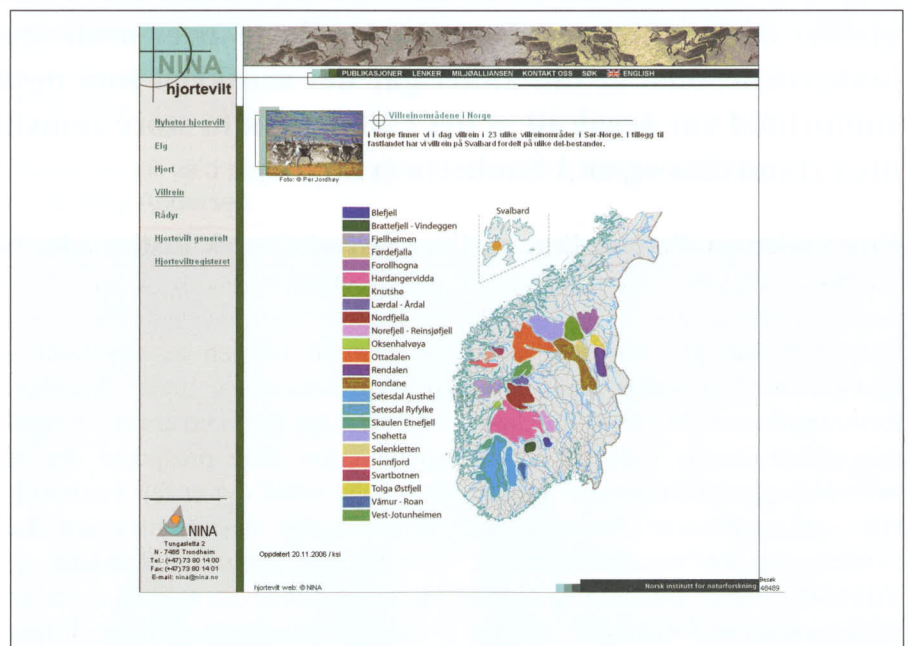 NINA
hjortevilt
PUBLIKASJONER LENKER MILJØALLIANSEN KONTAKT OSS SØK ENGLISH
Nyheter hjortevilt
Elg
Hjort
Villrein
Rådyr
Hjortevilt generelt
Hjorteviltregisteret
Villreinområdene i Norge
I Norge finner vi i dag villrein i 23 ulike villreinområder i Sør-Norge. I tillegg til
fastlandet har vi villrein på Svalbard fordelt på ulike del-bestander.
Foto: © Per Jordhøy
Svalbard
Blefjell
Brattefjell - Vindeggen
Fjellheimen
Førdefjalla
Forollhogna
Hardangervidda
Knutshø
Lærdal - Årdal
Nordfjella
Norefjell - Reinsjøfjell
Oksenhalvøya
Ottadalen
Rendalen
Rondane
Setesdal Austhei
Setesdal Ryfylke
Skaulen Etnefjell
Snøhetta
Sølenkletten
Sunnfjord
Svartbotnen
Tolga Østfjell
Våmur - Roan
Vest-Jotunheimen
NINA
Tungasletta 2
N - 7485 Trondheim
Tel.: (+47) 73 80 14 00
Fax: (+47) 73 80 14 01
E-mail: nina@nina.no
Oppdatert 20.11.2006 / ksi
hjortevilt web: © NINA
Norsk institutt for naturforskning
Besøk
48489